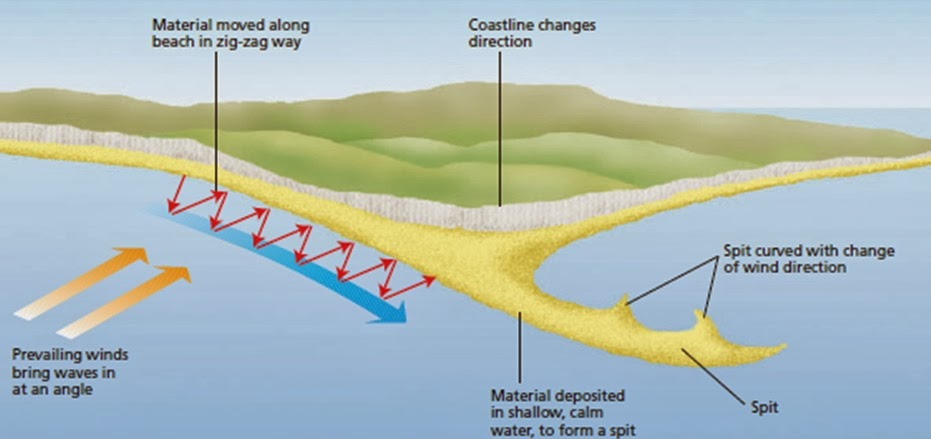 Material moved along
beach in zig-zag way
Coastline changes
direction
Spit curved with change
of wind direction
Prevailing winds
bring waves in
at an angle
Material deposited
in shallow, calm
water, to form a spit
Spit